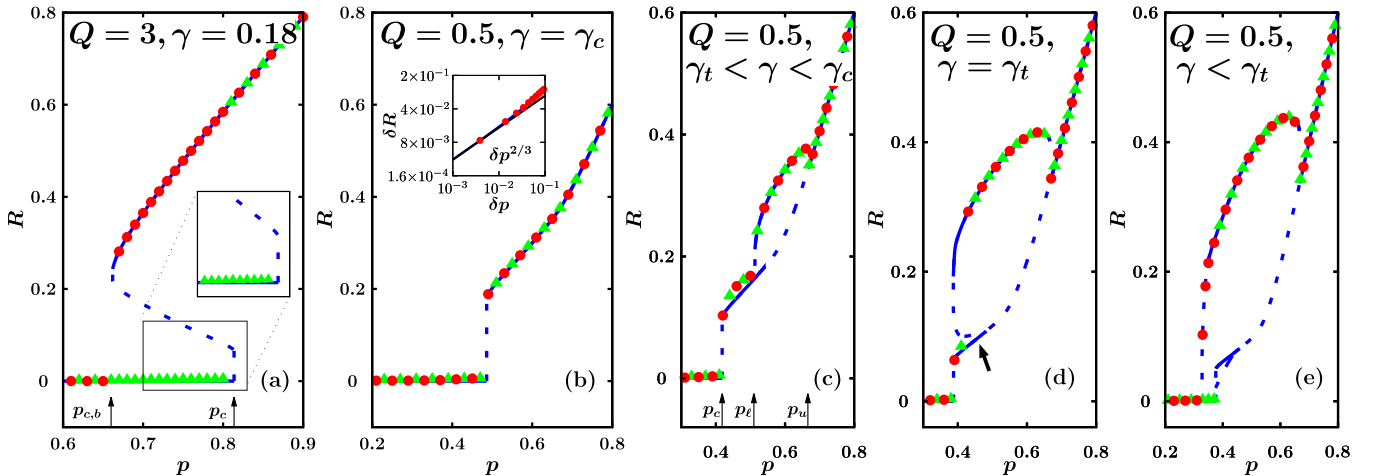 Q = 3, γ = 0.18
R
0.8
0.6
0.4
0.2
0
p_{c,b}
p_c
(a)
0.6 0.7 0.8 0.9
p
Q = 0.5, γ = γ_c
R
0.8
0.6
0.4
0.2
0
δR
2×10^{-1}
4×10^{-2}
8×10^{-3}
1.6×10^{-4}
δp^{2/3}
10^{-3} 10^{-2} 10^{-1}
δp
(b)
0.2 0.4 0.6 0.8
p
Q = 0.5,
γ_t < γ < γ_c
R
0.6
0.4
0.2
0
p_c p_ℓ p_u
(c)
0.4 0.6 0.8
p
Q = 0.5,
γ = γ_t
R
0.6
0.4
0.2
0
(d)
0.4 0.6 0.8
p
Q = 0.5,
γ < γ_t
R
0.6
0.4
0.2
0
(e)
0.2 0.4 0.6 0.8
p